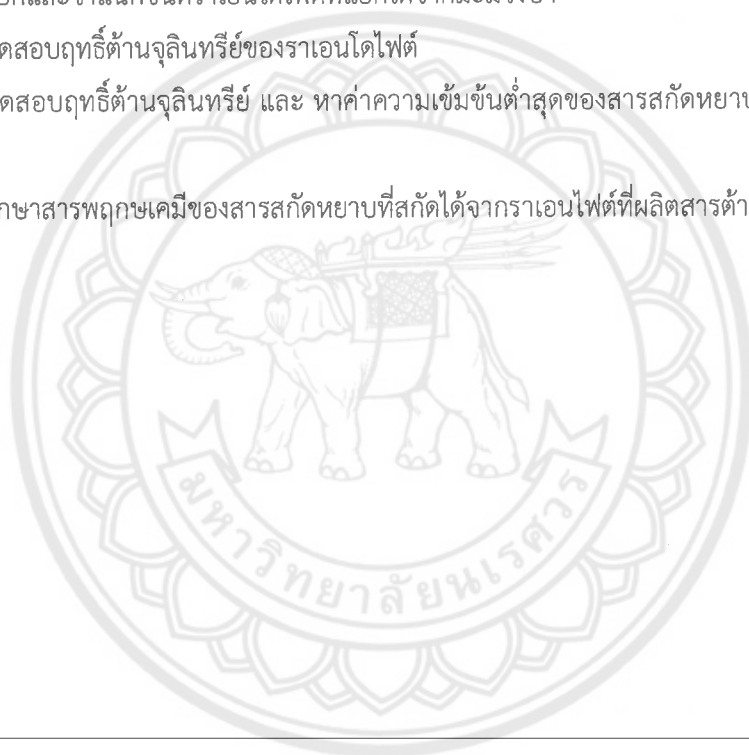 ดสอบฤทธิ์ต้านจุลินทรีย์ของราเอนโดไฟต์
ดสอบฤทธิ์ต้านจุลินทรีย์ และ หาค่าความเข้มข้นต่ำสุดของสารสกัดหยาบ
กษาสารพฤกษเคมีของสารสกัดหยาบที่สกัดได้จากราเอนไฟต์ที่ผลิตสารต้า
มหาวิทยาลัยนเรศวร